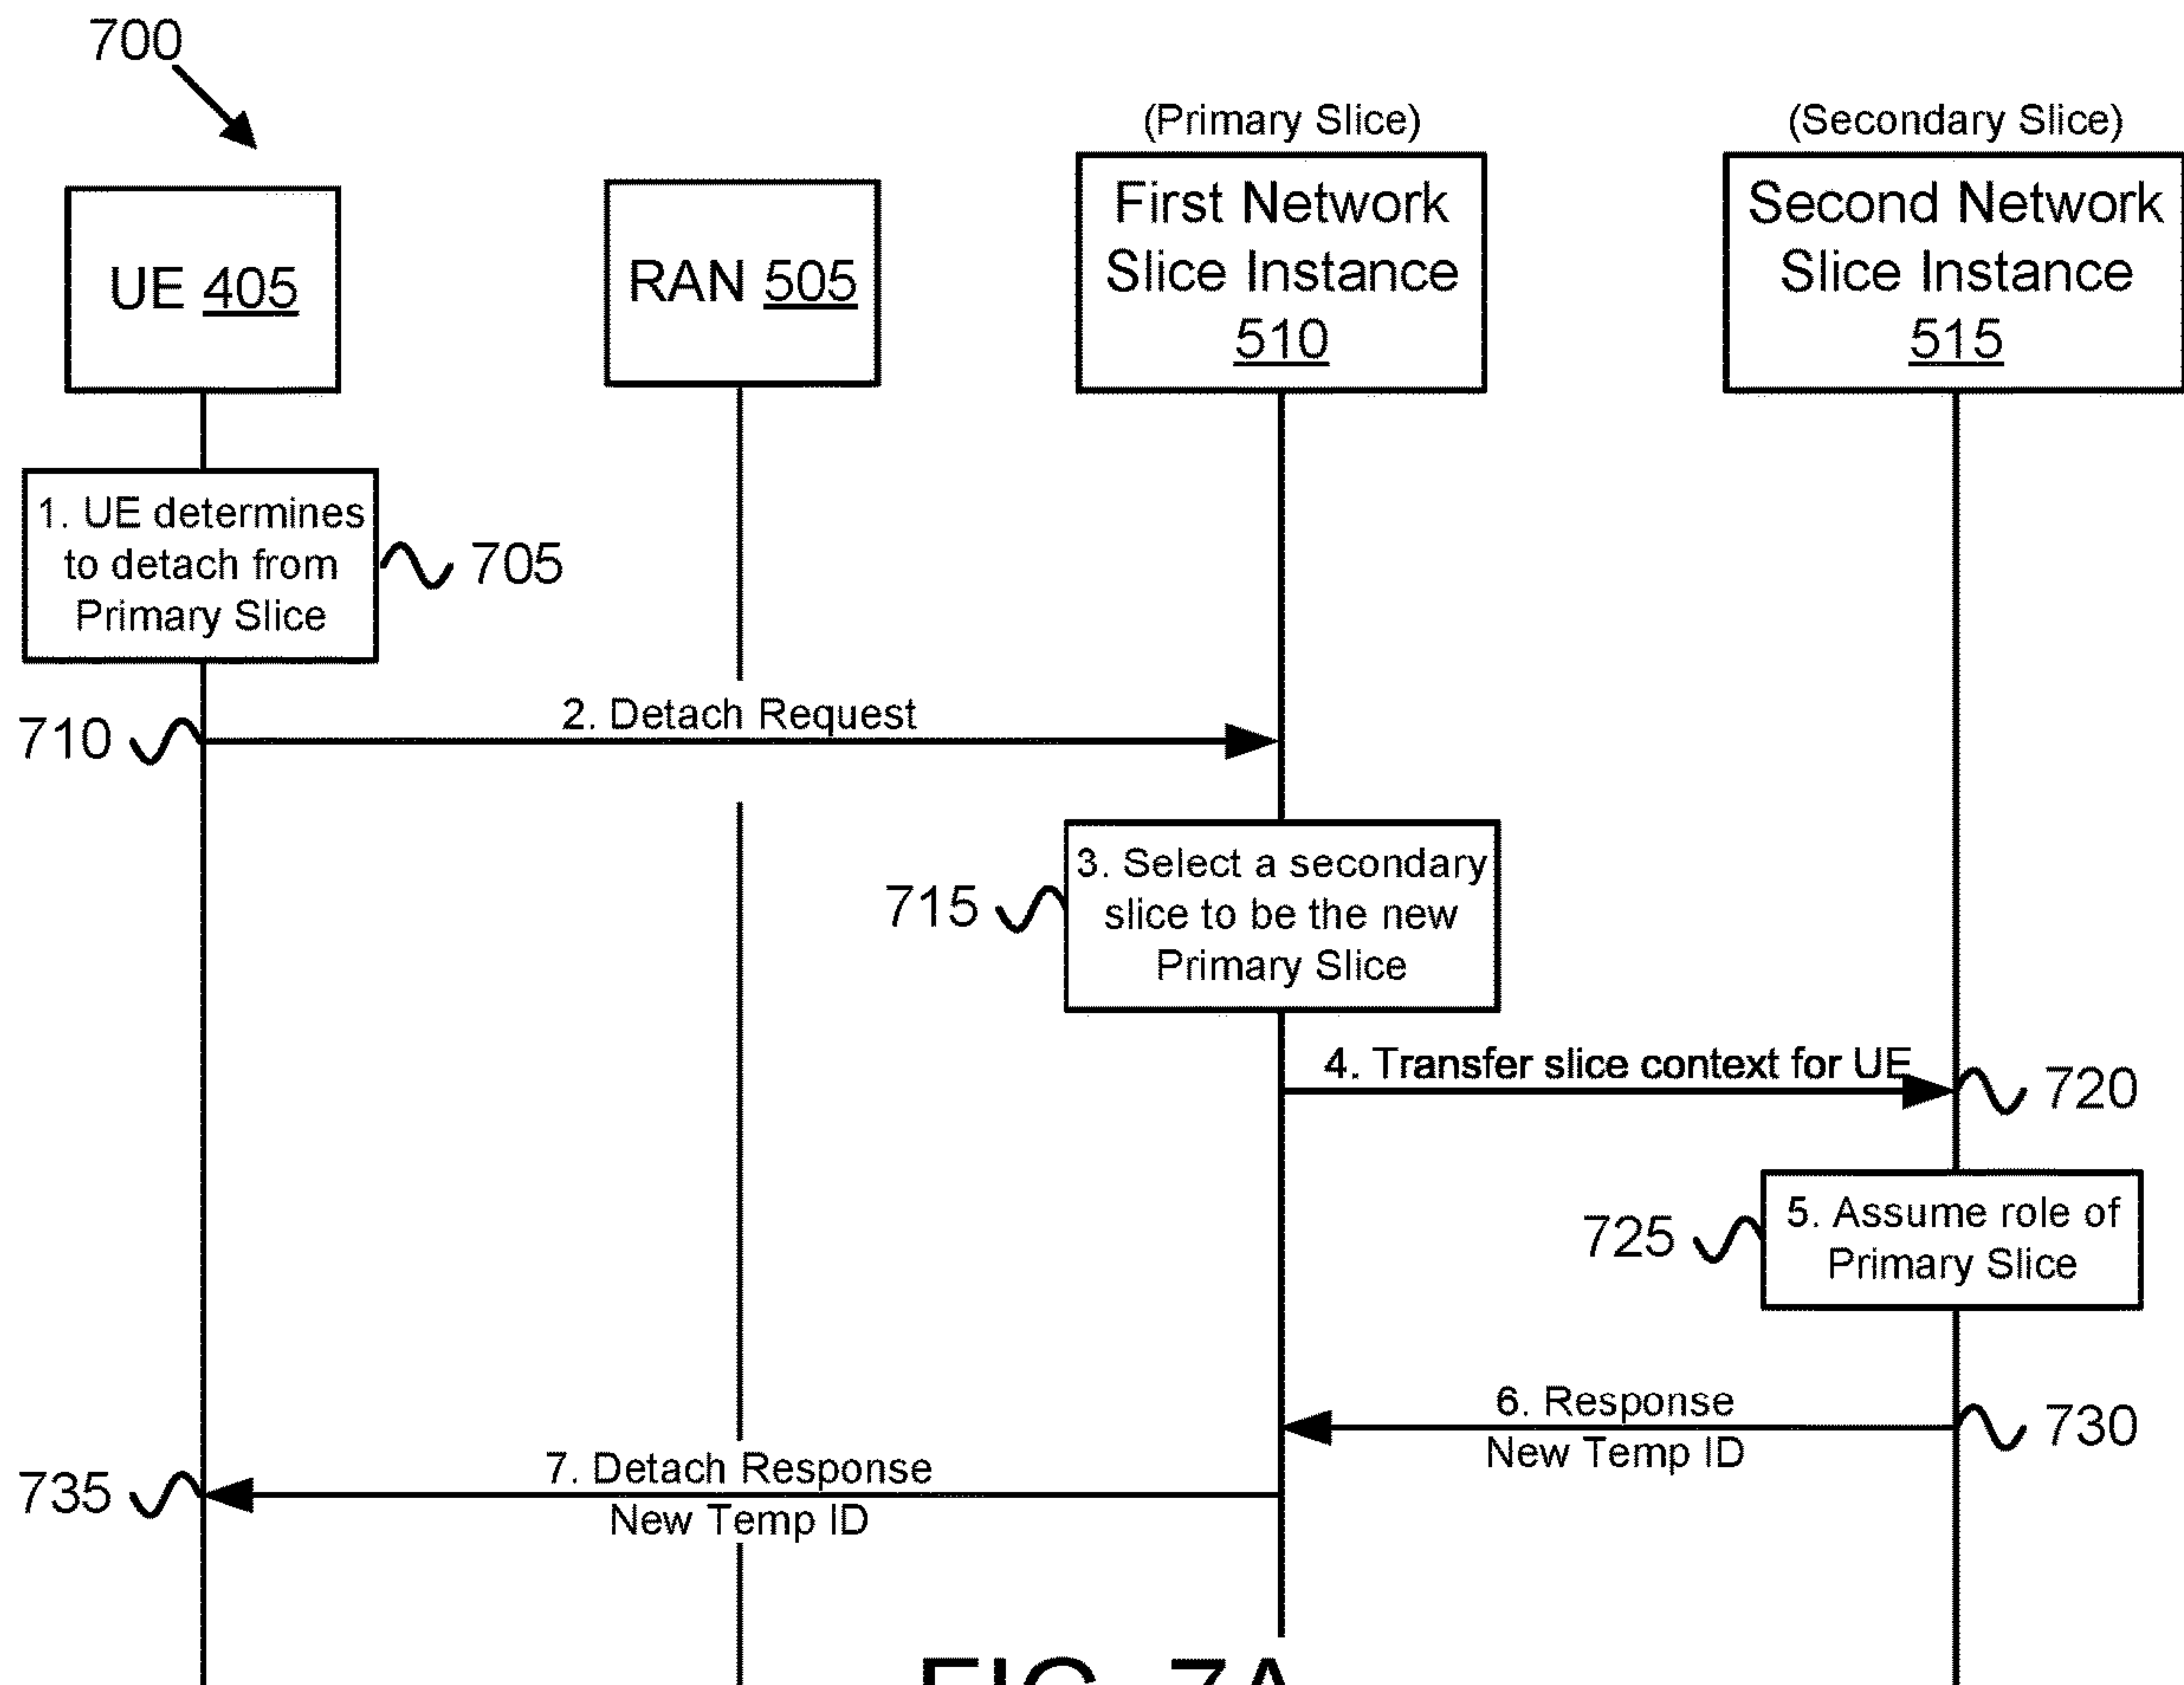 700
(Primary Slice)
(Secondary Slice)
UE 405
RAN 505
First Network
Slice Instance
510
Second Network
Slice Instance
515
1. UE determines
to detach from
Primary Slice
705
2. Detach Request
710
3. Select a secondary
slice to be the new
Primary Slice
715
4. Transfer slice context for UE
720
5. Assume role of
Primary Slice
725
6. Response
New Temp ID
730
7. Detach Response
New Temp ID
735
FIG. 7A